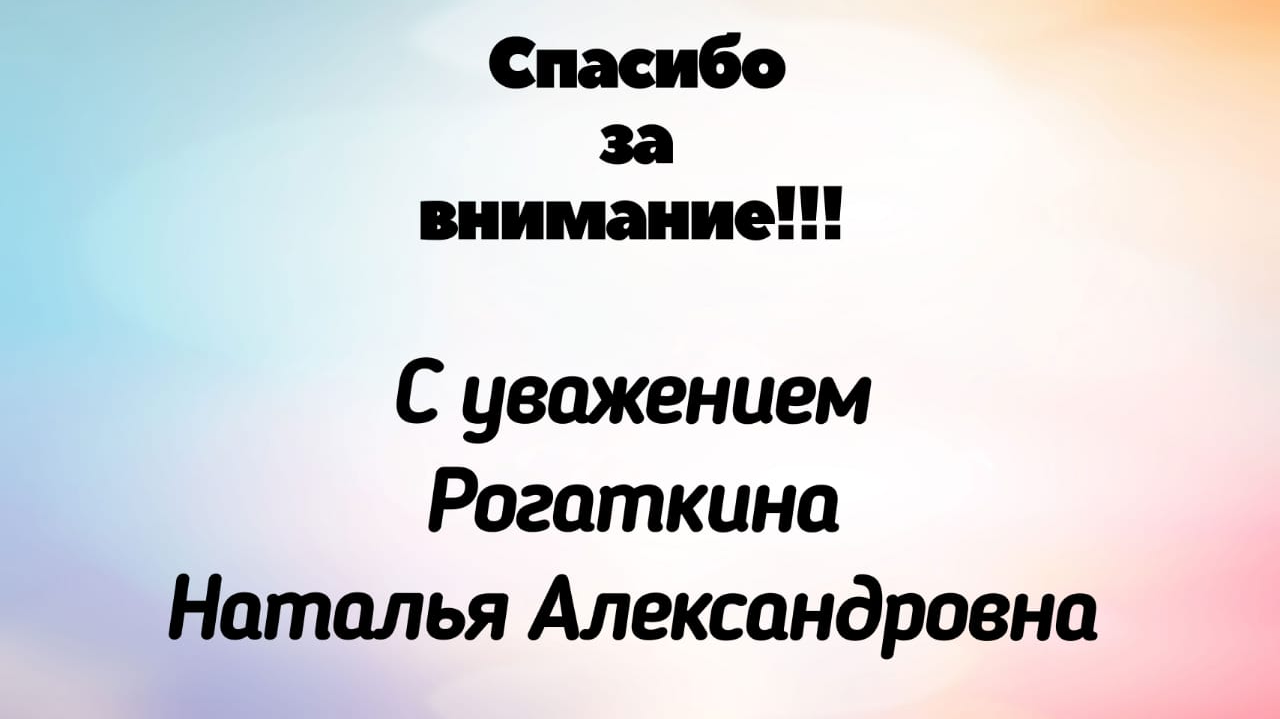 Спасибо
за
внимание!!!
С уважением
Рогаткина
Наталья Александровна